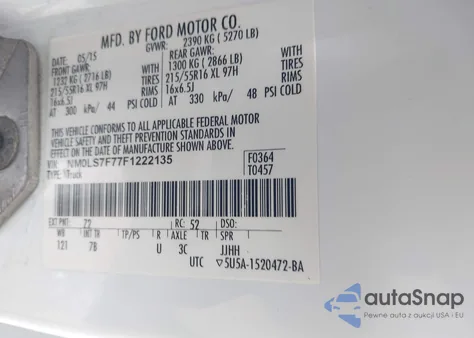 MFD. BY FORD MOTOR CO.
DATE: 05/15 GVWR: 2390 KG ( 5270 LB)
FRONT GAWR: REAR GAWR:
1232 KG ( 2716 LB) WITH 1300 KG ( 2866 LB) WITH
215/55R16 XL 97H TIRES 215/55R16 XL 97H TIRES
16x6.5J RIMS 16x6.5J RIMS
AT 300 kPa/ 44 PSI COLD AT 330 kPa/ 48 PSI COLD
THIS VEHICLE CONFORMS TO ALL APPLICABLE FEDERAL MOTOR
VEHICLE SAFETY AND THEFT PREVENTION STANDARDS IN
EFFECT ON THE DATE OF MANUFACTURE SHOWN ABOVE.
VIN: NM0LS7F77F1222135 F0364
TYPE: Truck T0457
EXT PNT: Z2 RC: 52 DSO:
WB INT TR TP/PS R AXLE TR SPR
121 7B U 3C JJHH
UTC 5U5A-1520472-BA
autoSnap
Pewne auta z aukcji USA i EU